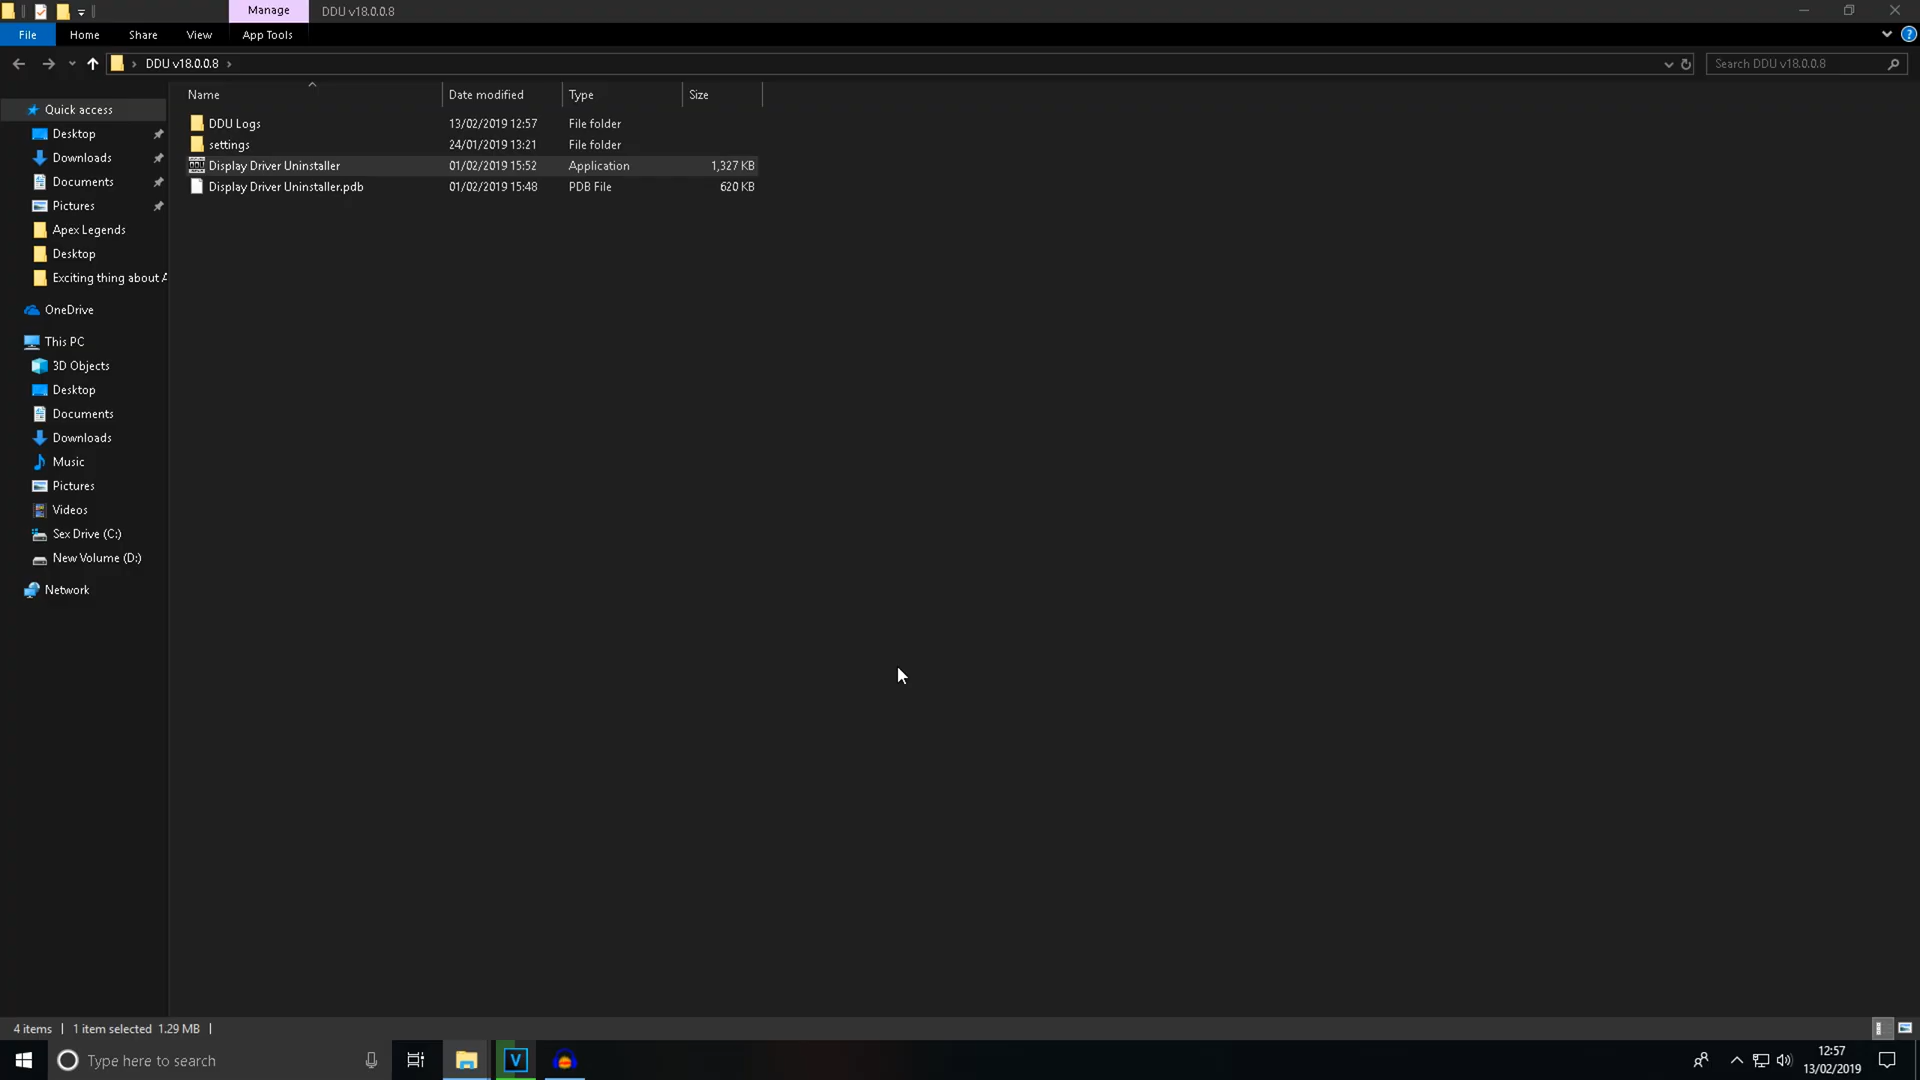 Manage
DDU v18.0.0.8
File
Home
Share
View
App Tools
DDU v18.0.0.8
Search DDU v18.0.0.8
Name
Date modified
Type
Size
DDU Logs
13/02/2019 12:57
File folder
settings
24/01/2019 13:21
File folder
Display Driver Uninstaller
01/02/2019 15:52
Application
1,327 KB
Display Driver Uninstaller.pdb
01/02/2019 15:48
PDB File
620 KB
Quick access
Desktop
Downloads
Documents
Pictures
Apex Legends
Desktop
Exciting thing about A
OneDrive
This PC
3D Objects
Desktop
Documents
Downloads
Music
Pictures
Videos
Sex Drive (C:)
New Volume (D:)
Network
4 items
1 item selected 1.29 MB
Type here to search
V
12:57
13/02/2019